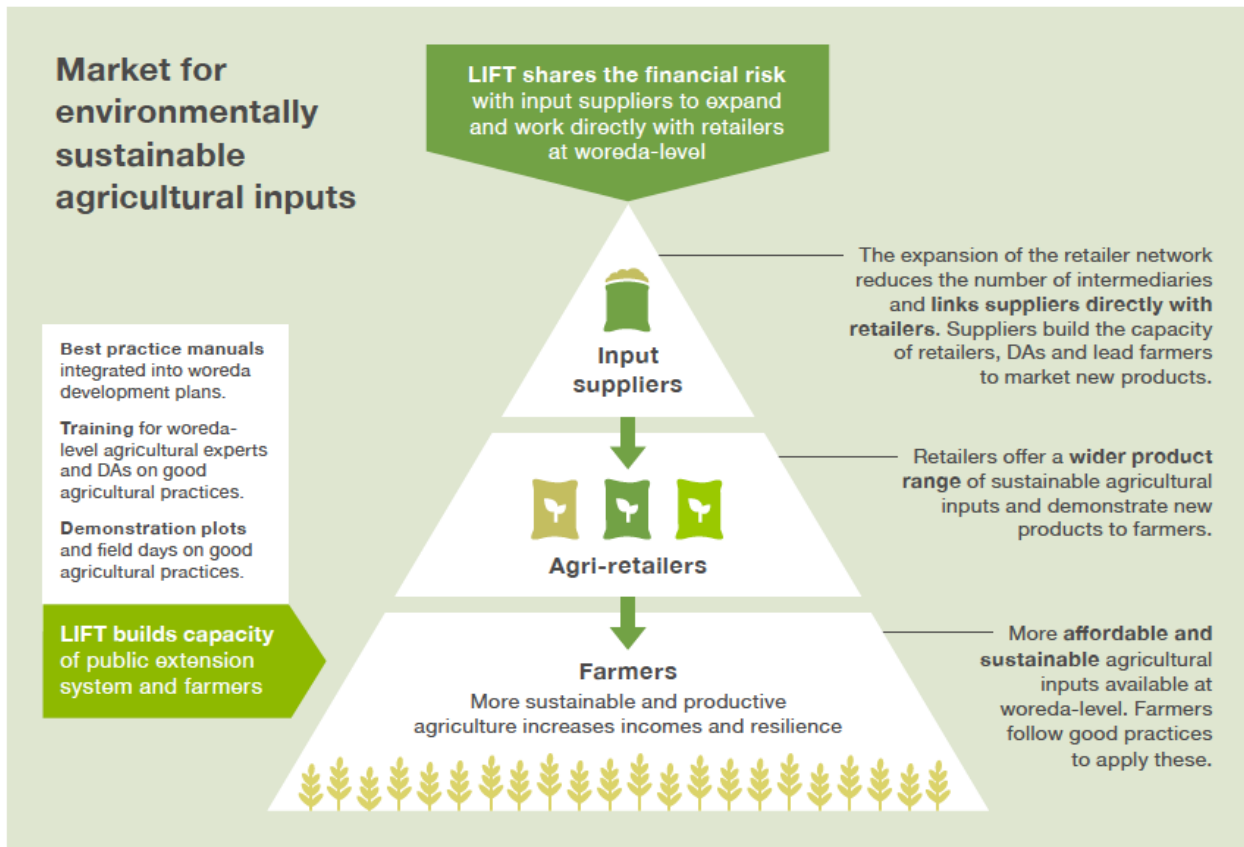 Market for
environmentally
sustainable
agricultural inputs
LIFT shares the financial risk
with input suppliers to expand
and work directly with retailers
at woreda-level
Input
suppliers
The expansion of the retailer network
reduces the number of intermediaries
and links suppliers directly with
retailers. Suppliers build the capacity
of retailers, DAs and lead farmers
to market new products.
Best practice manuals
integrated into woreda
development plans.
Training for woreda-
level agricultural experts
and DAs on good
agricultural practices.
Demonstration plots
and field days on good
agricultural practices.
LIFT builds capacity
of public extension
system and farmers
Agri-retailers
Retailers offer a wider product
range of sustainable agricultural
inputs and demonstrate new
products to farmers.
Farmers
More sustainable and productive
agriculture increases incomes and resilience
More affordable and
sustainable agricultural
inputs available at
woreda-level. Farmers
follow good practices
to apply these.